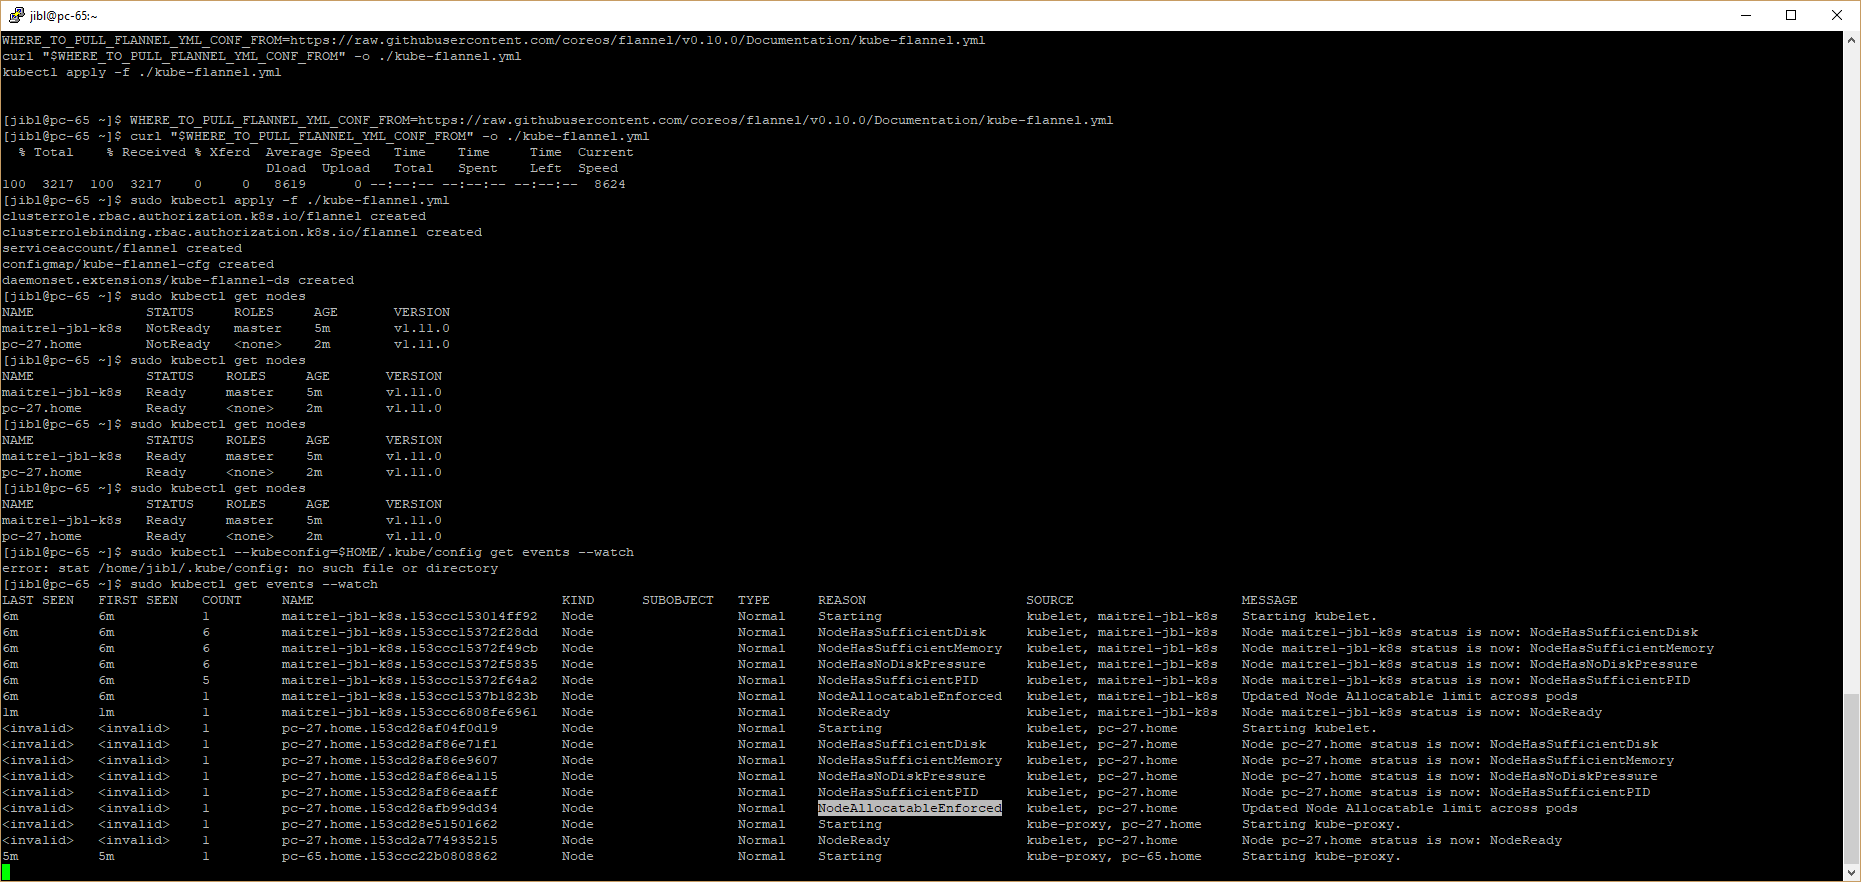 jibl@pc-65:~
WHERE_TO_PULL_FLANNEL_YML_CONF_FROM=https://raw.githubusercontent.com/coreos/flannel/v0.10.0/Documentation/kube-flannel.yml
curl "$WHERE_TO_PULL_FLANNEL_YML_CONF_FROM" -o ./kube-flannel.yml
kubectl apply -f ./kube-flannel.yml
[jibl@pc-65 ~]$ WHERE_TO_PULL_FLANNEL_YML_CONF_FROM=https://raw.githubusercontent.com/coreos/flannel/v0.10.0/Documentation/kube-flannel.yml
[jibl@pc-65 ~]$ curl "$WHERE_TO_PULL_FLANNEL_YML_CONF_FROM" -o ./kube-flannel.yml
  % Total    % Received % Xferd  Average Speed   Time    Time     Time  Current
                                 Dload  Upload   Total   Spent    Left  Speed
100  3217  100  3217    0     0   8619      0 --:--:-- --:--:-- --:--:--  8624
[jibl@pc-65 ~]$ sudo kubectl apply -f ./kube-flannel.yml
clusterrole.rbac.authorization.k8s.io/flannel created
clusterrolebinding.rbac.authorization.k8s.io/flannel created
serviceaccount/flannel created
configmap/kube-flannel-cfg created
daemonset.extensions/kube-flannel-ds created
[jibl@pc-65 ~]$ sudo kubectl get nodes
NAME              STATUS     ROLES     AGE       VERSION
maitrel-jbl-k8s   NotReady   master    5m        v1.11.0
pc-27.home        NotReady   <none>    2m        v1.11.0
[jibl@pc-65 ~]$ sudo kubectl get nodes
NAME              STATUS    ROLES     AGE       VERSION
maitrel-jbl-k8s   Ready     master    5m        v1.11.0
pc-27.home        Ready     <none>    2m        v1.11.0
[jibl@pc-65 ~]$ sudo kubectl get nodes
NAME              STATUS    ROLES     AGE       VERSION
maitrel-jbl-k8s   Ready     master    5m        v1.11.0
pc-27.home        Ready     <none>    2m        v1.11.0
[jibl@pc-65 ~]$ sudo kubectl get nodes
NAME              STATUS    ROLES     AGE       VERSION
maitrel-jbl-k8s   Ready     master    5m        v1.11.0
pc-27.home        Ready     <none>    2m        v1.11.0
[jibl@pc-65 ~]$ sudo kubectl --kubeconfig=$HOME/.kube/config get events --watch
error: stat /home/jibl/.kube/config: no such file or directory
[jibl@pc-65 ~]$ sudo kubectl get events --watch
LAST SEEN   FIRST SEEN   COUNT     NAME                               KIND      SUBOBJECT   TYPE      REASON                    SOURCE                     MESSAGE
6m          6m           1         maitrel-jbl-k8s.153ccc153014ff92   Node                  Normal    Starting                  kubelet, maitrel-jbl-k8s   Starting kubelet.
6m          6m           6         maitrel-jbl-k8s.153ccc15372f28dd   Node                  Normal    NodeHasSufficientDisk     kubelet, maitrel-jbl-k8s   Node maitrel-jbl-k8s status is now: NodeHasSufficientDisk
6m          6m           6         maitrel-jbl-k8s.153ccc15372f49cb   Node                  Normal    NodeHasSufficientMemory   kubelet, maitrel-jbl-k8s   Node maitrel-jbl-k8s status is now: NodeHasSufficientMemory
6m          6m           6         maitrel-jbl-k8s.153ccc15372f5835   Node                  Normal    NodeHasNoDiskPressure     kubelet, maitrel-jbl-k8s   Node maitrel-jbl-k8s status is now: NodeHasNoDiskPressure
6m          6m           5         maitrel-jbl-k8s.153ccc15372f64a2   Node                  Normal    NodeHasSufficientPID      kubelet, maitrel-jbl-k8s   Node maitrel-jbl-k8s status is now: NodeHasSufficientPID
6m          6m           1         maitrel-jbl-k8s.153ccc1537b1823b   Node                  Normal    NodeAllocatableEnforced   kubelet, maitrel-jbl-k8s   Updated Node Allocatable limit across pods
1m          1m           1         maitrel-jbl-k8s.153ccc6808fe6961   Node                  Normal    NodeReady                 kubelet, maitrel-jbl-k8s   Node maitrel-jbl-k8s status is now: NodeReady
<invalid>   <invalid>    1         pc-27.home.153cd28af04f0d19        Node                  Normal    Starting                  kubelet, pc-27.home        Starting kubelet.
<invalid>   <invalid>    1         pc-27.home.153cd28af86e71f1        Node                  Normal    NodeHasSufficientDisk     kubelet, pc-27.home        Node pc-27.home status is now: NodeHasSufficientDisk
<invalid>   <invalid>    1         pc-27.home.153cd28af86e9607        Node                  Normal    NodeHasSufficientMemory   kubelet, pc-27.home        Node pc-27.home status is now: NodeHasSufficientMemory
<invalid>   <invalid>    1         pc-27.home.153cd28af86ea115        Node                  Normal    NodeHasNoDiskPressure     kubelet, pc-27.home        Node pc-27.home status is now: NodeHasNoDiskPressure
<invalid>   <invalid>    1         pc-27.home.153cd28af86eaaff        Node                  Normal    NodeHasSufficientPID      kubelet, pc-27.home        Node pc-27.home status is now: NodeHasSufficientPID
<invalid>   <invalid>    1         pc-27.home.153cd28afb99dd34        Node                  Normal    NodeAllocatableEnforced   kubelet, pc-27.home        Updated Node Allocatable limit across pods
<invalid>   <invalid>    1         pc-27.home.153cd28e51501662        Node                  Normal    Starting                  kube-proxy, pc-27.home     Starting kube-proxy.
<invalid>   <invalid>    1         pc-27.home.153cd2a774935215        Node                  Normal    NodeReady                 kubelet, pc-27.home        Node pc-27.home status is now: NodeReady
5m          5m           1         pc-65.home.153ccc22b0808862        Node                  Normal    Starting                  kube-proxy, pc-65.home     Starting kube-proxy.